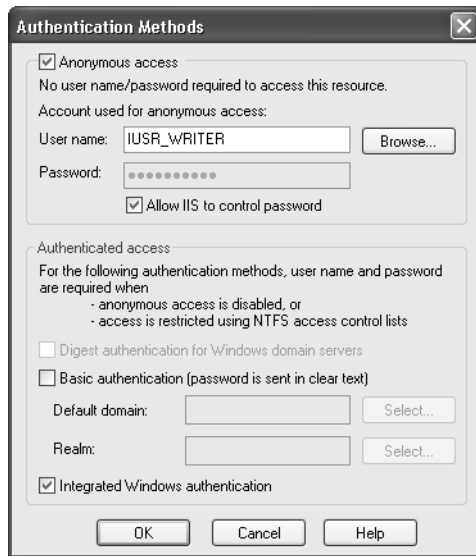 Authentication Methods
Anonymous access
No user name/password required to access this resource.
Account used for anonymous access:
User name: IUSR_WRITER Browse...
Password: ●●●●●●●●●●
Allow IIS to control password
Authenticated access
For the following authentication methods, user name and password
are required when
- anonymous access is disabled, or
- access is restricted using NTFS access control lists
Digest authentication for Windows domain servers
Basic authentication (password is sent in clear text)
Default domain: Select...
Realm: Select...
Integrated Windows authentication
OK Cancel Help